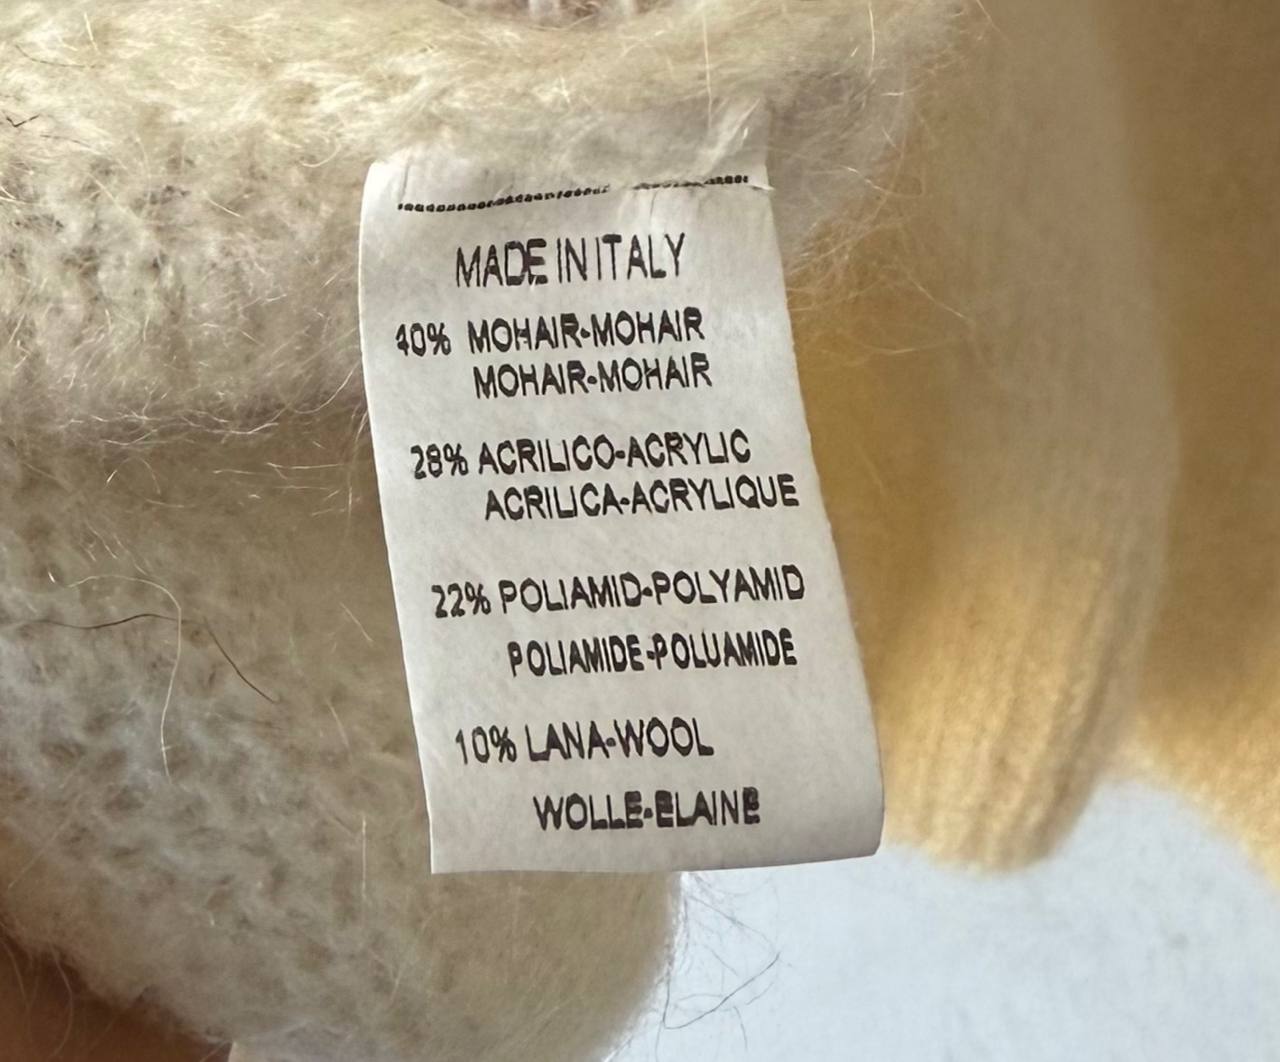 MADE IN ITALY
40% MOHAIR-MOHAIR
MOHAIR-MOHAIR
28% ACRILICO-ACRYLIC
ACRILICA-ACRYLIQUE
22% POLIAMID-POLYAMID
POLIAMIDE-POLUAMIDE
10% LANA-WOOL
WOLLE-ELAINE